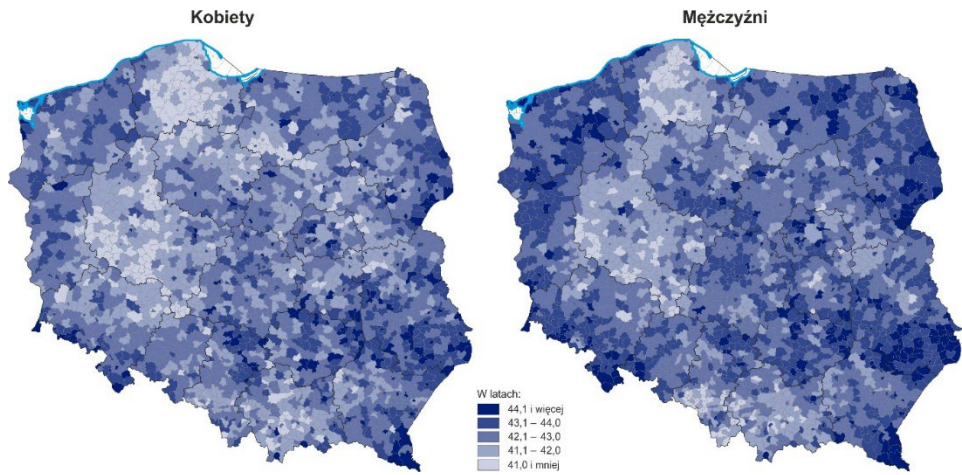 Kobiety
Mężczyźni
W latach:
44,1 i więcej
43,1 – 44,0
42,1 – 43,0
41,1 – 42,0
41,0 i mniej